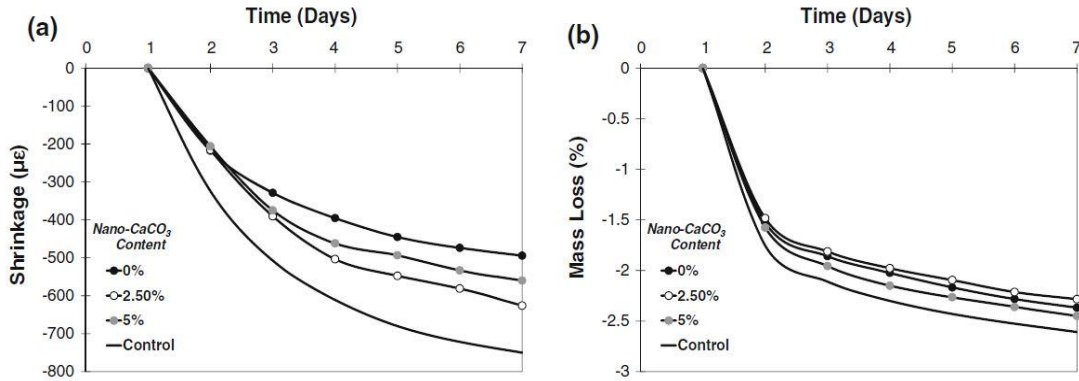 (a)
Time (Days)
0 1 2 3 4 5 6 7
0
-100
-200
-300
-400
-500
-600
-700
-800
Shrinkage (µε)
Nano-CaCO₃
Content
0%
2.50%
5%
Control
(b)
Time (Days)
0 1 2 3 4 5 6 7
0
-0.5
-1
-1.5
-2
-2.5
-3
Mass Loss (%)
Nano-CaCO₃
Content
0%
2.50%
5%
Control